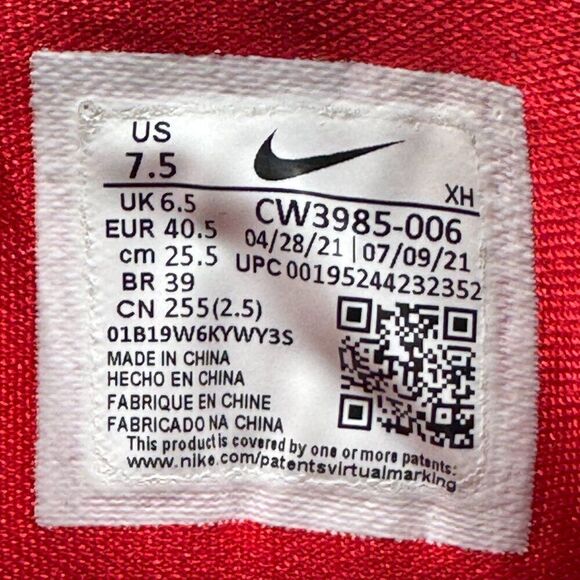 US
7.5
XH
UK 6.5
EUR 40.5
cm 25.5
BR 39
CN 255(2.5)
CW3985-006
04/28/21 | 07/09/21
UPC 00195244232352
01B19W6KYWY3S
MADE IN CHINA
HECHO EN CHINA
FABRIQUE EN CHINE
FABRICADO NA CHINA
This product is covered by one or more patents:
www.nike.com/patentsvirtualmarking